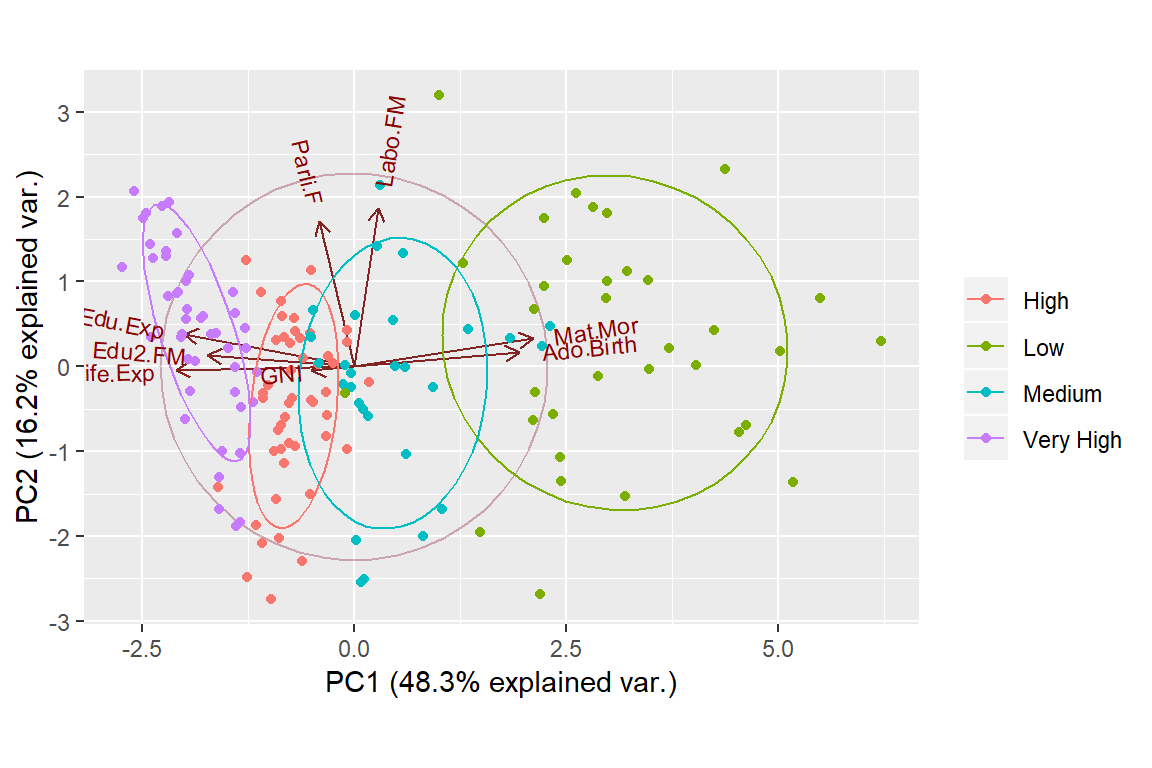 Labo.FM
Parli.F
Edu.Exp
Edu2.FM
ife.Exp
GNI
Mat.Mor
Ado.Birth
3
2
1
0
-1
-2
-3
-2.5
0.0
2.5
5.0
PC1 (48.3% explained var.)
PC2 (16.2% explained var.)
High
Low
Medium
Very High